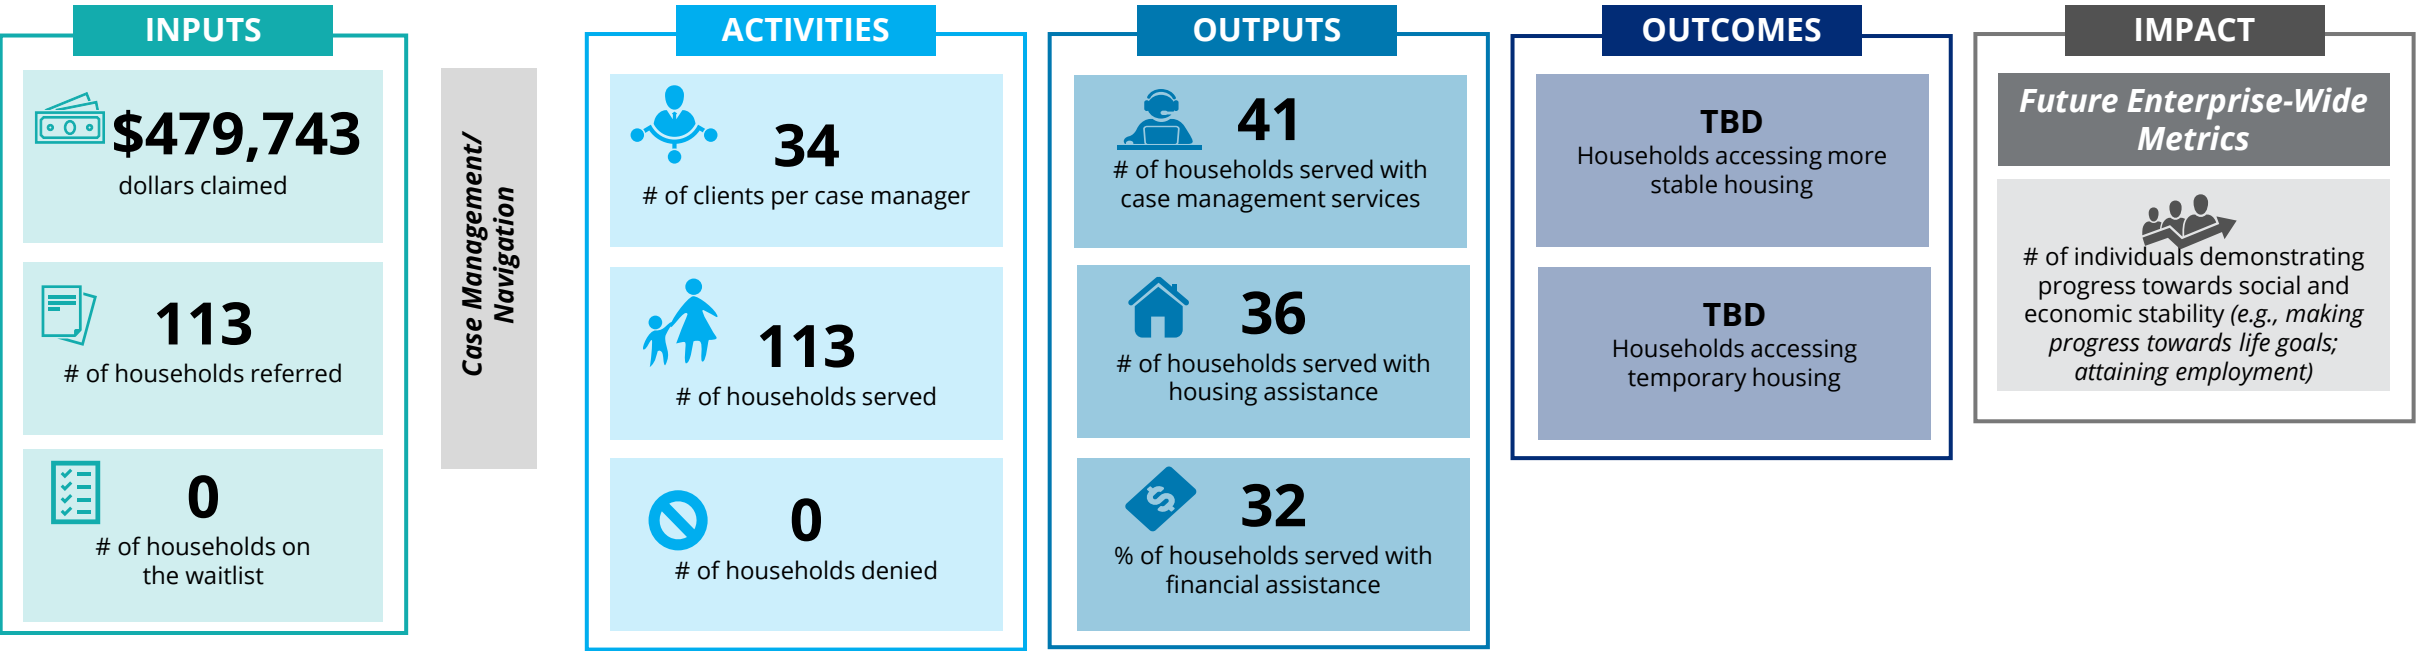 INPUTS
$479,743
dollars claimed
113
# of households referred
0
# of households on
the waitlist
Case Management/
Navigation
ACTIVITIES
34
# of clients per case manager
113
# of households served
0
# of households denied
OUTPUTS
41
# of households served with
case management services
36
# of households served with
housing assistance
32
% of households served with
financial assistance
OUTCOMES
TBD
Households accessing more
stable housing
TBD
Households accessing
temporary housing
IMPACT
Future Enterprise-Wide
Metrics
# of individuals demonstrating
progress towards social and
economic stability (e.g., making
progress towards life goals;
attaining employment)